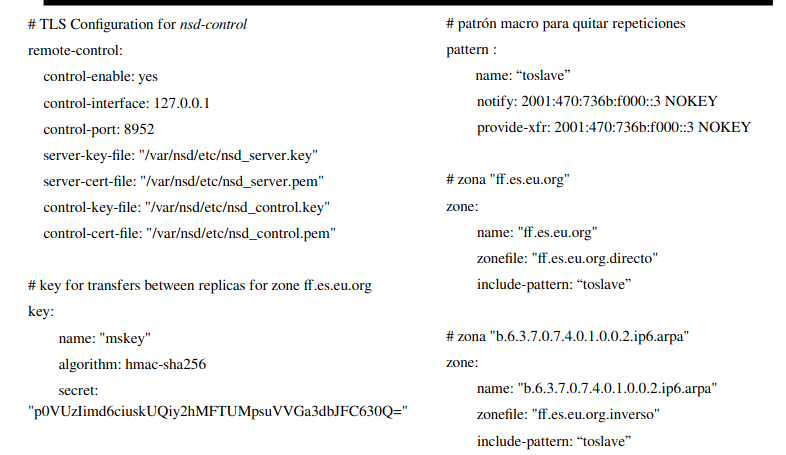 # TLS Configuration for nsd-control
remote-control:
control-enable: yes
control-interface: 127.0.0.1
control-port: 8952
server-key-file: "/var/nsd/etc/nsd_server.key"
server-cert-file: "/var/nsd/etc/nsd_server.pem"
control-key-file: "/var/nsd/etc/nsd_control.key"
control-cert-file: "/var/nsd/etc/nsd_control.pem"
# key for transfers between replicas for zone ff.es.eu.org
key:
name: "mskey"
algorithm: hmac-sha256
secret:
"p0VUzIimd6ciuskUQiy2hMFTUMpsuVVGa3dbJFC630Q="
# patrón macro para quitar repeticiones
pattern :
name: “toslave”
notify: 2001:470:736b:f000::3 NOKEY
provide-xfr: 2001:470:736b:f000::3 NOKEY
# zona "ff.es.eu.org"
zone:
name: "ff.es.eu.org"
zonefile: "ff.es.eu.org.directo"
include-pattern: “toslave”
# zona "b.6.3.7.0.7.4.0.1.0.0.2.ip6.arpa"
zone:
name: "b.6.3.7.0.7.4.0.1.0.0.2.ip6.arpa"
zonefile: "ff.es.eu.org.inverso"
include-pattern: “toslave”